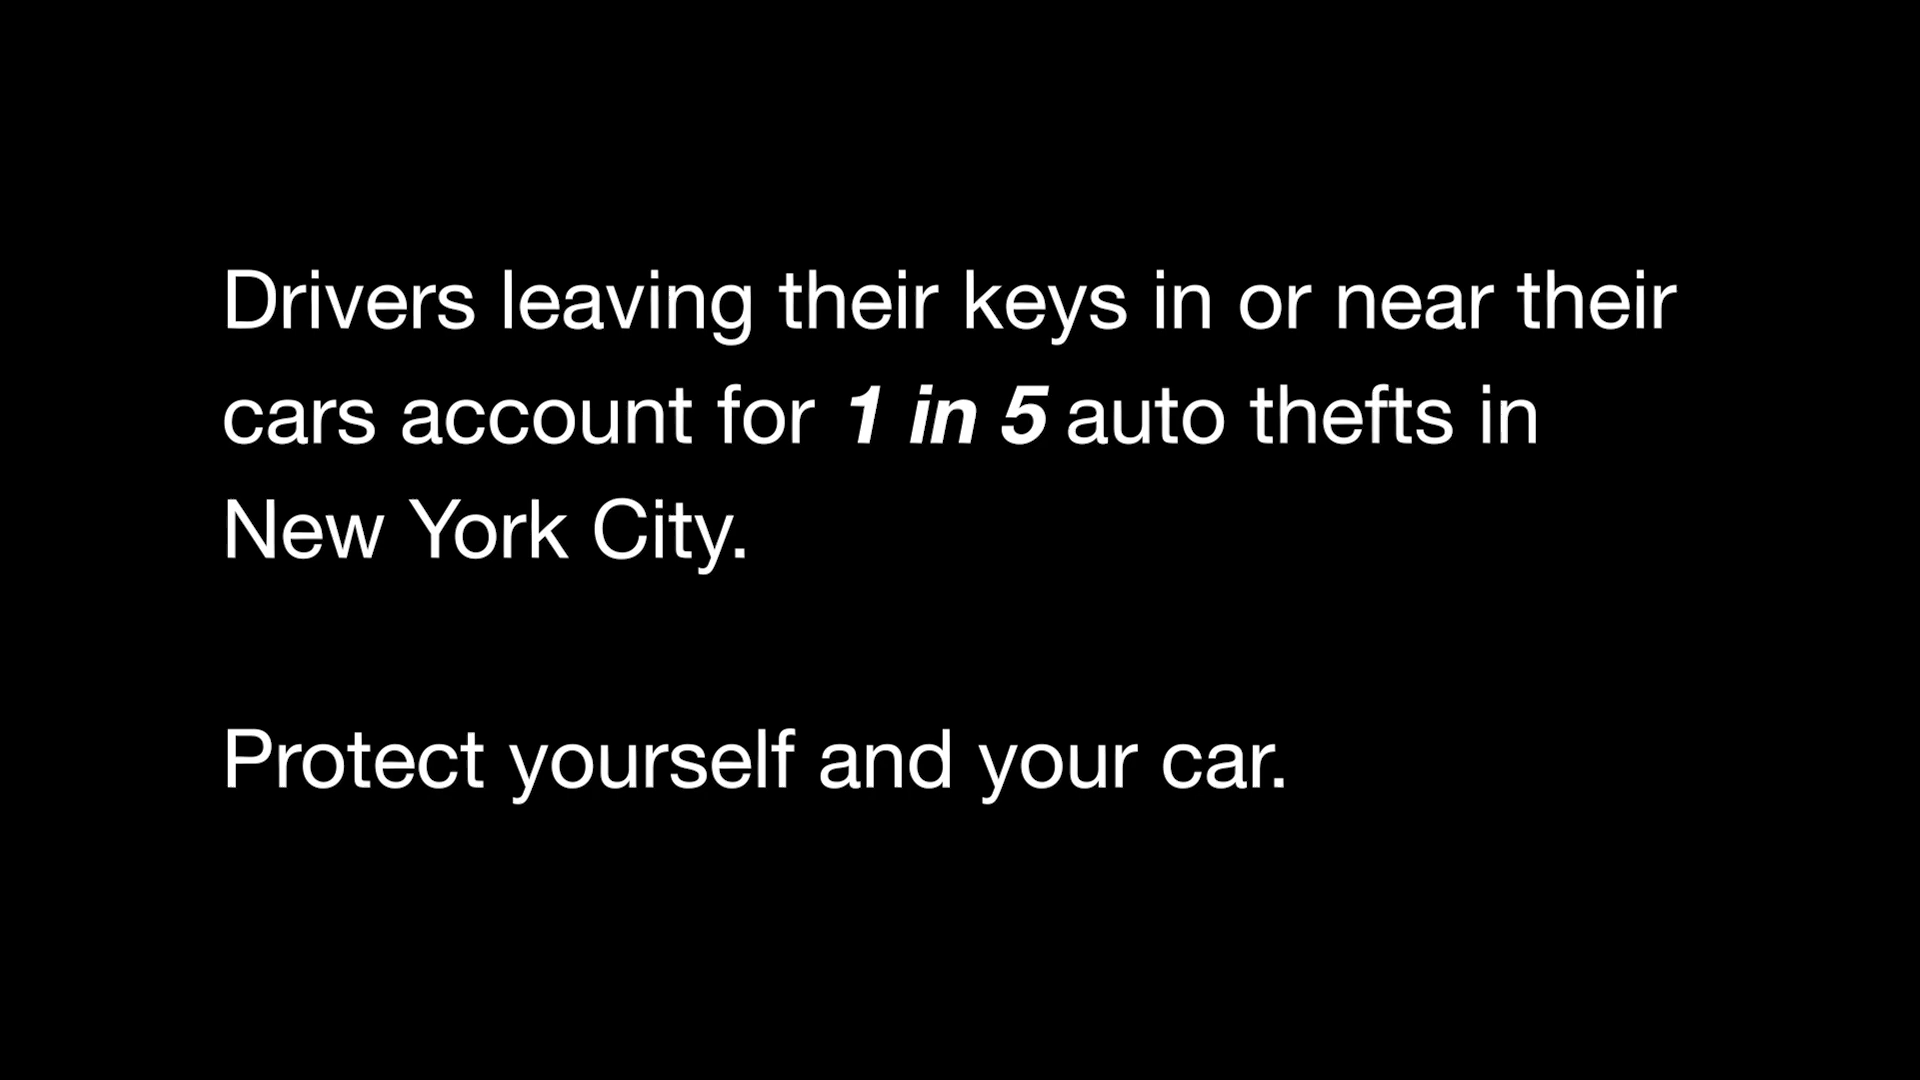 Drivers leaving their keys in or near their
cars account for 1 in 5 auto thefts in
New York City.
Protect yourself and your car.